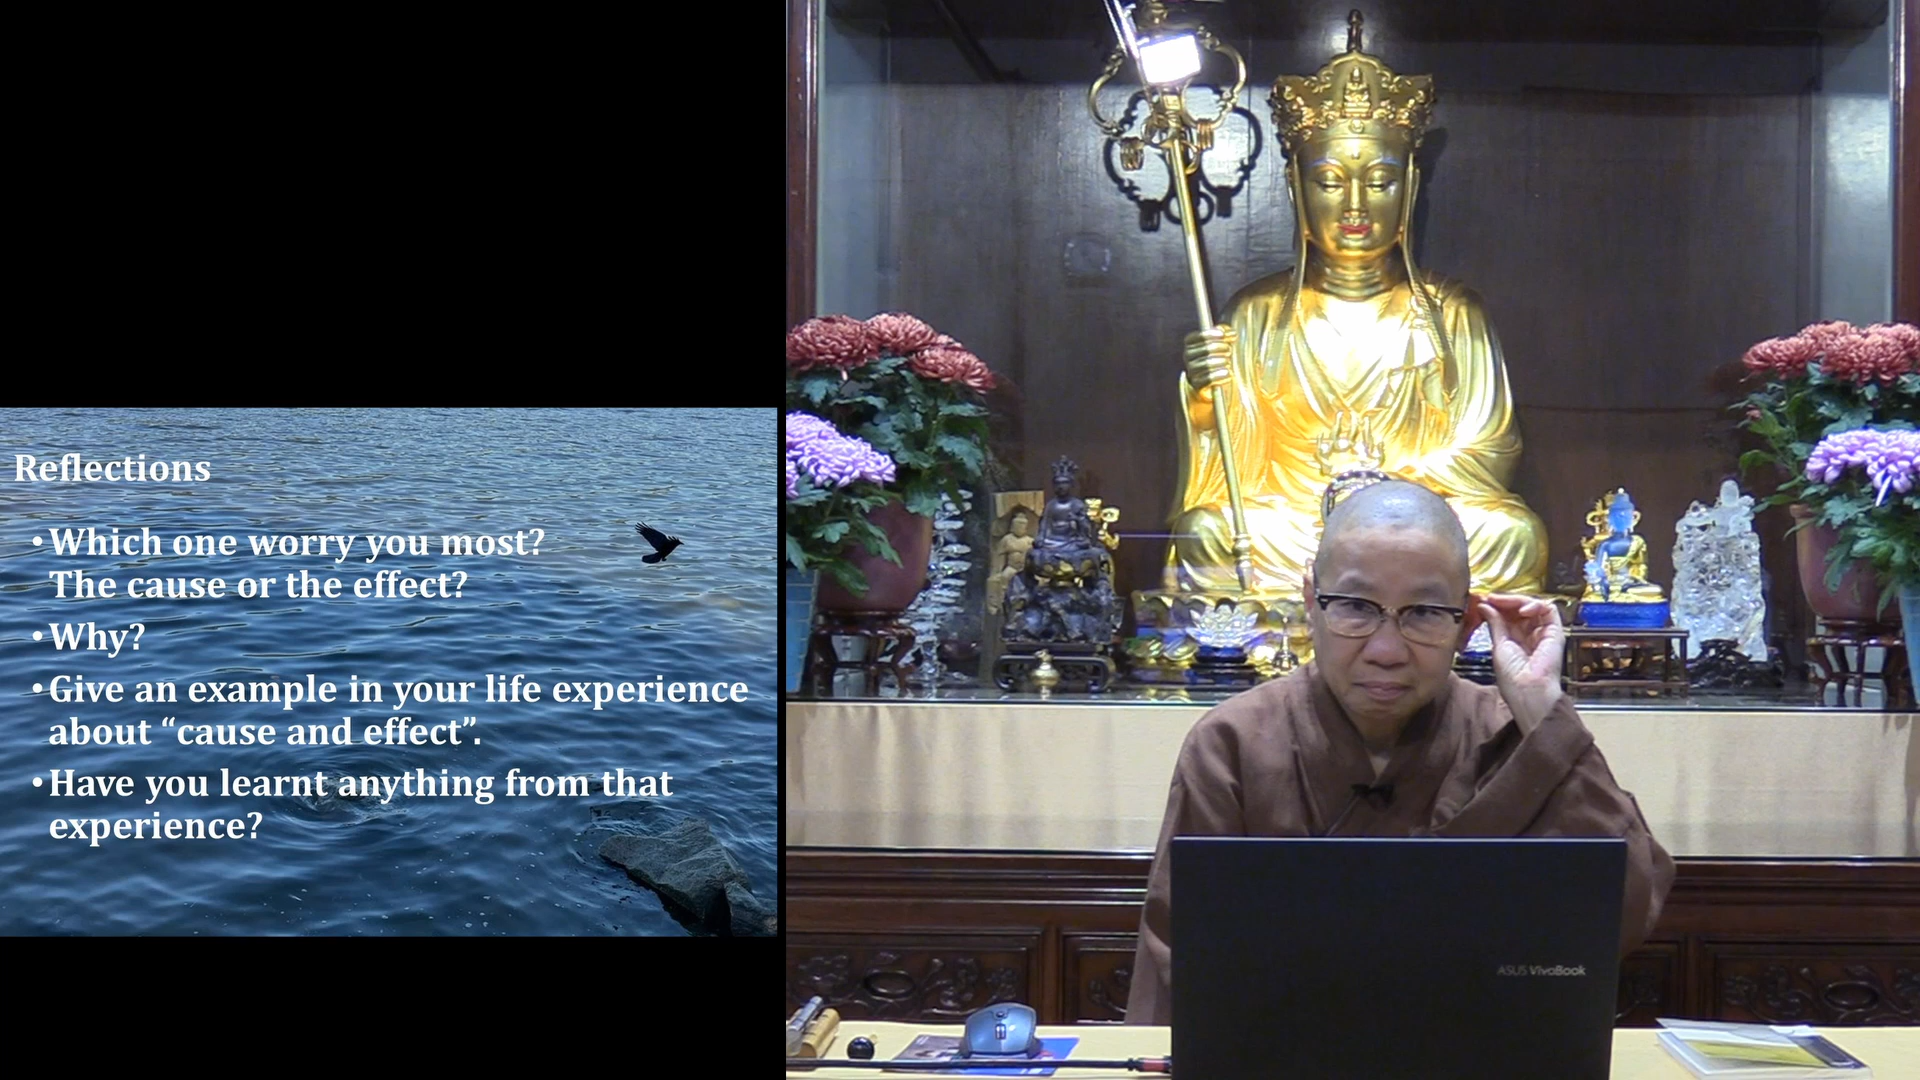 Reflections
• Which one worry you most?
The cause or the effect?
• Why?
• Give an example in your life experience
about “cause and effect”.
• Have you learnt anything from that
experience?
ASUS VivoBook